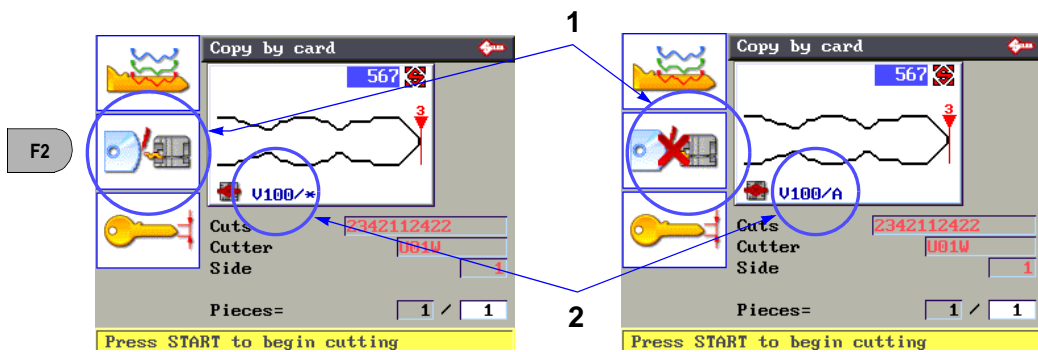 1
F2
Copy by card
567
3
V100/*
Cuts 2342112422
Cutter U01W
Side 1
Pieces= 1 / 1
Press START to begin cutting
Copy by card
567
3
V100/A
Cuts 2342112422
Cutter U01W
Side 1
Pieces= 1 / 1
Press START to begin cutting
2